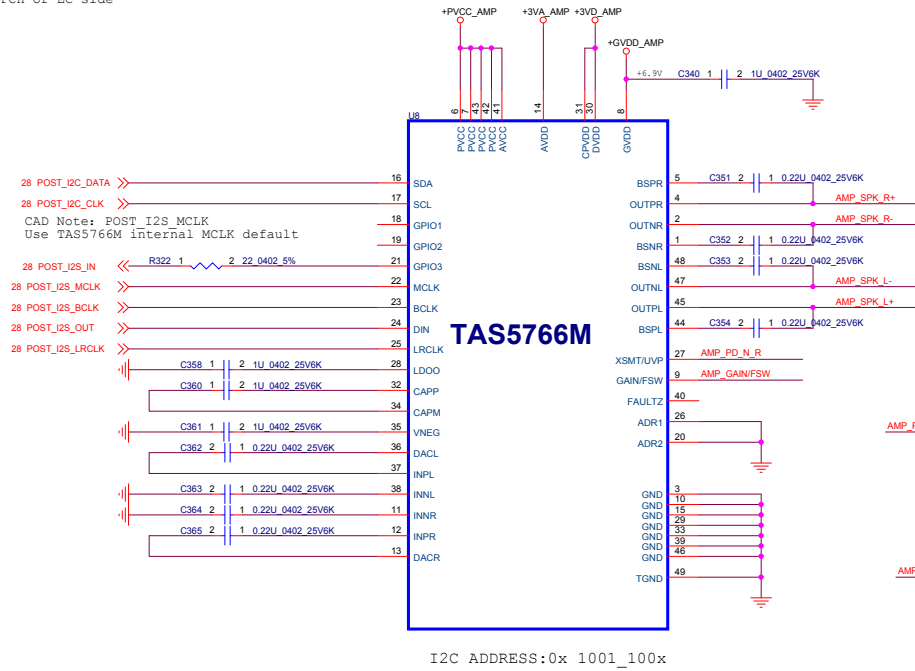 +PVCC_AMP
+3VA_AMP
+3VD_AMP
+GVDD_AMP
+6.9V C340 1 2 1U_0402_25V6K
U8
6 7 43 42 41 14 31 30 8
PVCC PVCC PVCC PVCC AVCC AVDD CPVDD DVDD GVDD
28 POST_I2C_DATA 16 SDA
28 POST_I2C_CLK 17 SCL
CAD Note: POST_I2S_MCLK
Use TAS5766M internal MCLK default
18 GPIO1
19 GPIO2
28 POST_I2S_IN R322 1 2 22_0402_5% 21 GPIO3
28 POST_I2S_MCLK 22 MCLK
28 POST_I2S_BCLK 23 BCLK
28 POST_I2S_OUT 24 DIN
28 POST_I2S_LRCLK 25 LRCLK
C358 1 2 1U_0402_25V6K 28 LDOO
C360 1 2 1U_0402_25V6K 32 CAPP
34 CAPM
C361 1 2 1U_0402_25V6K 35 VNEG
C362 2 1 0.22U_0402_25V6K 36 DACL
37 INPL
C363 2 1 0.22U_0402_25V6K 38 INNL
C364 2 1 0.22U_0402_25V6K 11 INNR
C365 2 1 0.22U_0402_25V6K 12 INPR
13 DACR
TAS5766M
BSPR 5 C351 2 1 0.22U_0402_25V6K
OUTPR 4 AMP_SPK_R+
OUTNR 2 AMP_SPK_R-
BSNR 1 C352 2 1 0.22U_0402_25V6K
BSNL 48 C353 2 1 0.22U_0402_25V6K
OUTNL 47 AMP_SPK_L-
OUTPL 45 AMP_SPK_L+
BSPL 44 C354 2 1 0.22U_0402_25V6K
XSMT/UVP 27 AMP_PD_N_R
GAIN/FSW 9 AMP_GAIN/FSW
FAULTZ 40
ADR1 26
ADR2 20
GND 3
GND 10
GND 15
GND 29
GND 33
GND 39
GND 46
TGND 49
I2C ADDRESS:0x 1001_100x